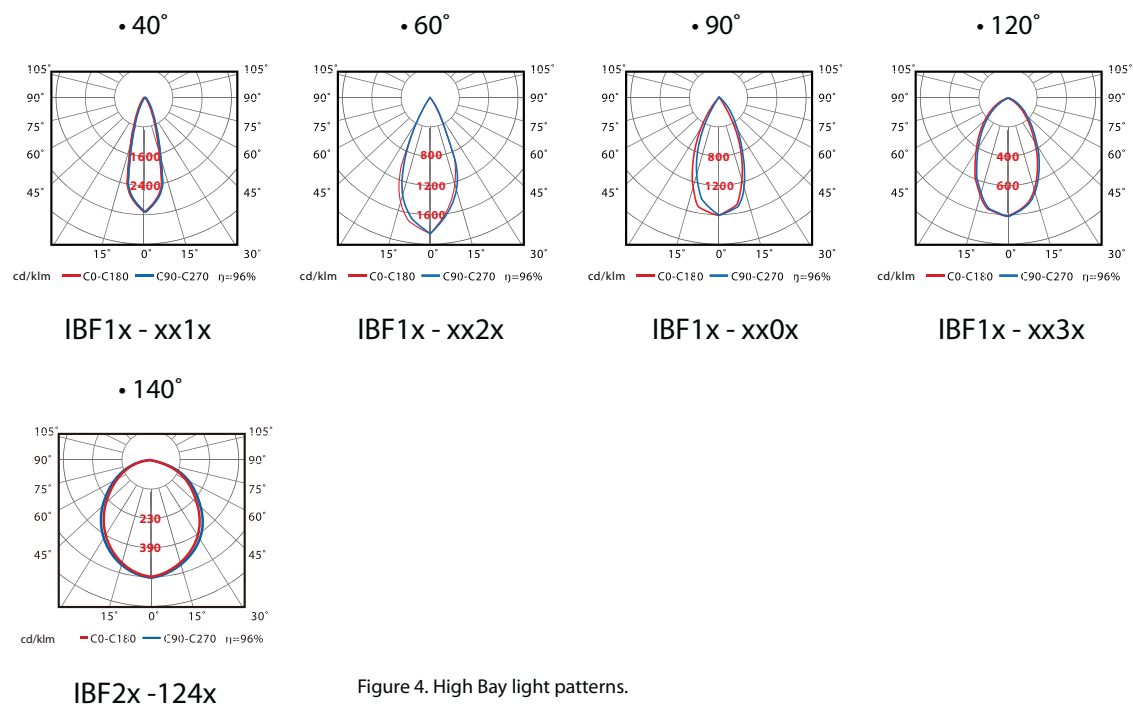 • 40˚ • 60˚ • 90˚ • 120˚
105˚ 105˚ 105˚ 105˚ 105˚ 105˚ 105˚ 105˚
90˚ 90˚ 90˚ 90˚ 90˚ 90˚ 90˚ 90˚
75˚ 75˚ 75˚ 75˚ 75˚ 75˚ 75˚ 75˚
60˚ 1600 60˚ 60˚ 800 60˚ 60˚ 800 60˚ 60˚ 400 60˚
45˚ 2400 45˚ 45˚ 1200 45˚ 45˚ 1200 45˚ 45˚ 600 45˚
1600
15˚ 0˚ 15˚ 30˚ 15˚ 0˚ 15˚ 30˚ 15˚ 0˚ 15˚ 30˚ 15˚ 0˚ 15˚ 30˚
cd/klm C0-C180 C90-C270 η=96% cd/klm C0-C180 C90-C270 η=96% cd/klm C0-C180 C90-C270 η=96% cd/klm C0-C180 C90-C270 η=96%
IBF1x - xx1x IBF1x - xx2x IBF1x - xx0x IBF1x - xx3x
• 140˚
105˚ 105˚
90˚ 90˚
75˚ 75˚
60˚ 230 60˚
45˚ 390 45˚
15˚ 0˚ 15˚ 30˚
cd/klm C0-C180 C90-C270 η=96%
IBF2x -124x
Figure 4. High Bay light patterns.